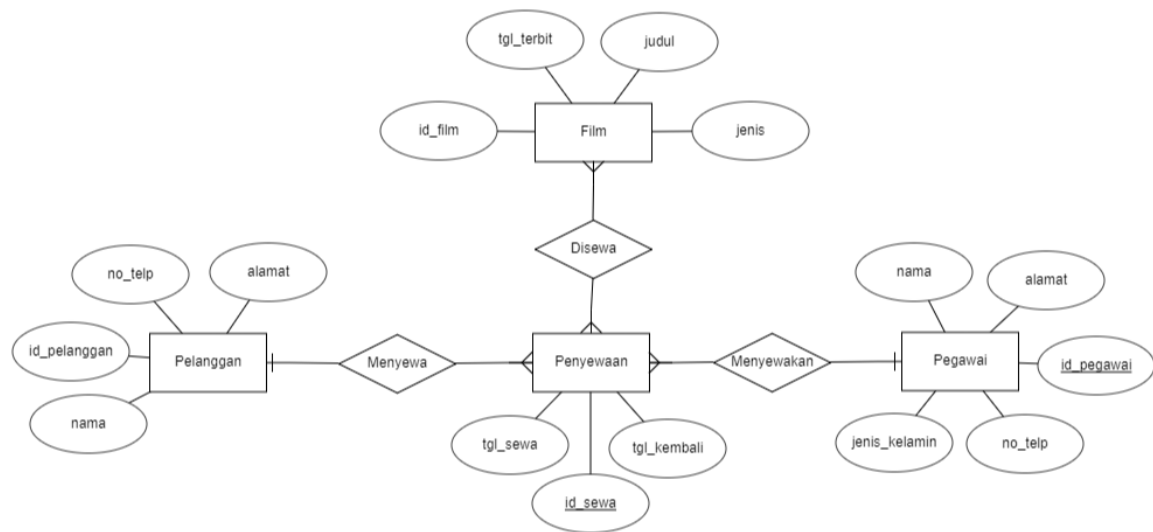 tgl_terbit
judul
id_film
Film
jenis
Disewa
no_telp
alamat
nama
alamat
id_pelanggan
Pelanggan
Menyewa
Penyewaan
Menyewakan
Pegawai
id_pegawai
nama
tgl_sewa
tgl_kembali
jenis_kelamin
no_telp
id_sewa